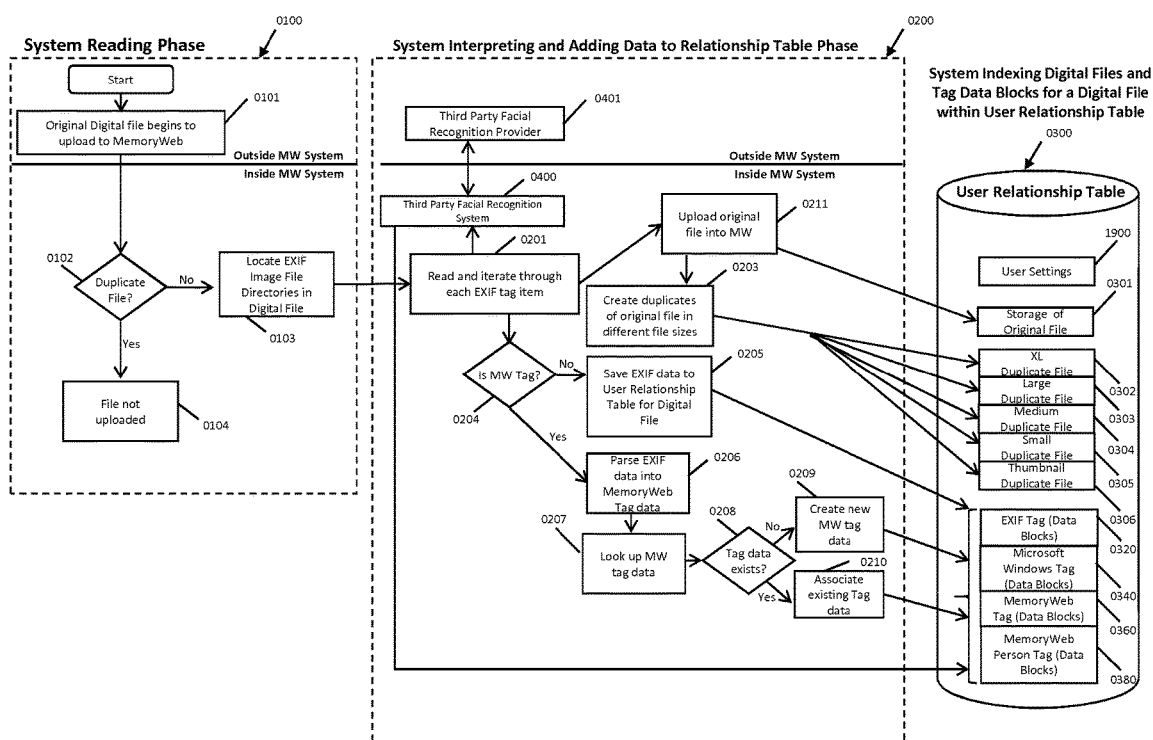 0100
System Reading Phase
Start
0101
Original Digital file begins to
upload to MemoryWeb
Outside MW System
Inside MW System
0102
Duplicate
File?
No
Locate EXIF
Image File
Directories in
Digital File
0103
Yes
File not
uploaded
0104
0200
System Interpreting and Adding Data to Relationship Table Phase
0401
Third Party Facial
Recognition Provider
Outside MW System
Inside MW System
0400
Third Party Facial Recognition
System
0201
Read and iterate through
each EXIF tag item
Upload original
file into MW
0211
0203
Create duplicates
of original file in
different file sizes
is MW Tag?
No
0204
0205
Save EXIF data to
User Relationship
Table for Digital
File
Yes
Parse EXIF
data into
MemoryWeb
Tag data
0206
0207
Look up MW
tag data
0208
Tag data
exists?
No
0209
Create new
MW tag
data
Yes
0210
Associate
existing Tag
data
System Indexing Digital Files and
Tag Data Blocks for a Digital File
within User Relationship Table
0300
User Relationship Table
1900
User Settings
0301
Storage of
Original File
XL
Duplicate File
0302
Large
Duplicate File
0303
Medium
Duplicate File
0304
Small
Duplicate File
0305
Thumbnail
Duplicate File
0306
EXIF Tag (Data
Blocks)
0320
Microsoft
Windows Tag
(Data Blocks)
0340
MemoryWeb
Tag (Data Blocks)
0360
MemoryWeb
Person Tag (Data
Blocks)
0380